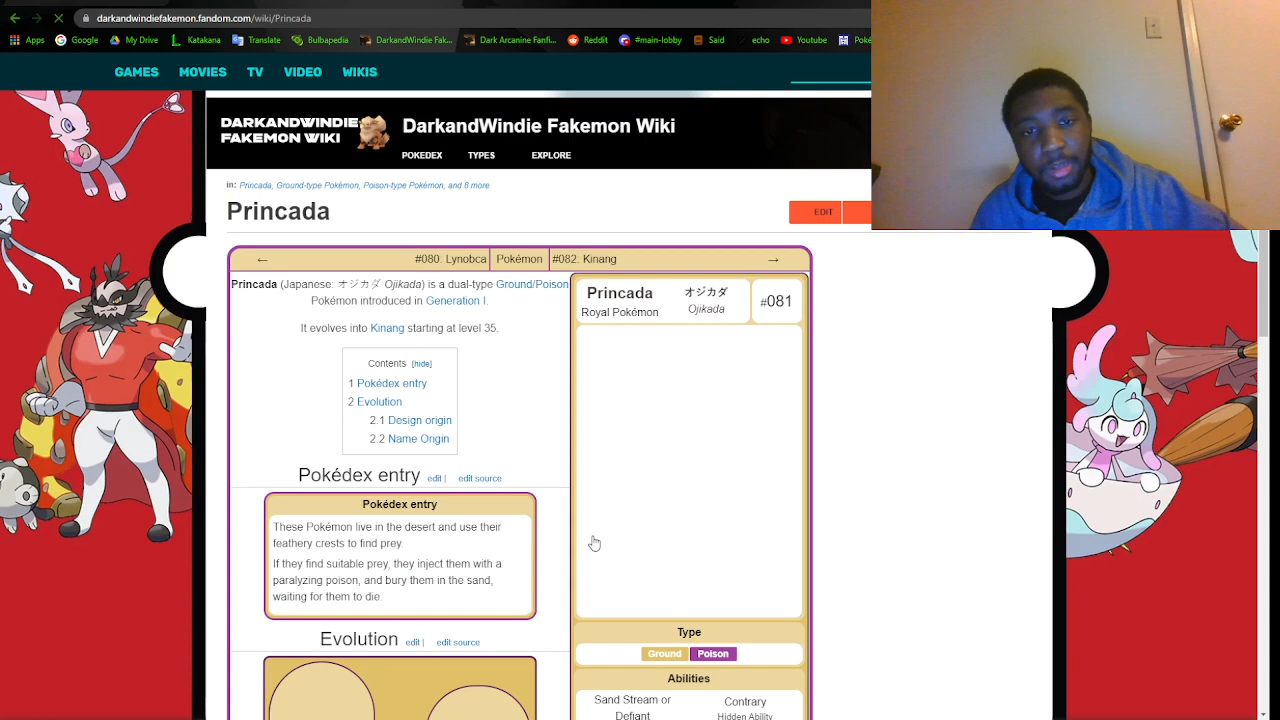 darkandwindiefakemon.fandom.com/wiki/Princada
Apps Google My Drive Katakana Translate Bulbapedia DarkandWindie Fak... Dark Arcanine Fanfi... Reddit #main-lobby Said echo Youtube Poké
GAMES MOVIES TV VIDEO WIKIS
DARKANDWINDIE
FAKEMON WIKI
DarkandWindie Fakemon Wiki
POKEDEX TYPES EXPLORE
in: Princada, Ground-type Pokémon, Poison-type Pokémon, and 8 more
Princada
EDIT
← #080: Lynobca Pokémon #082: Kinang →
Princada (Japanese: オジカダ Ojikada) is a dual-type Ground/Poison
Pokémon introduced in Generation I.
It evolves into Kinang starting at level 35.
Contents [hide]
1 Pokédex entry
2 Evolution
2.1 Design origin
2.2 Name Origin
Pokédex entry edit | edit source
Pokédex entry
These Pokémon live in the desert and use their
feathery crests to find prey.
If they find suitable prey, they inject them with a
paralyzing poison, and bury them in the sand,
waiting for them to die.
Evolution edit | edit source
Princada オジカダ #081
Royal Pokémon Ojikada
Type
Ground Poison
Abilities
Sand Stream or Contrary
Defiant Hidden Ability